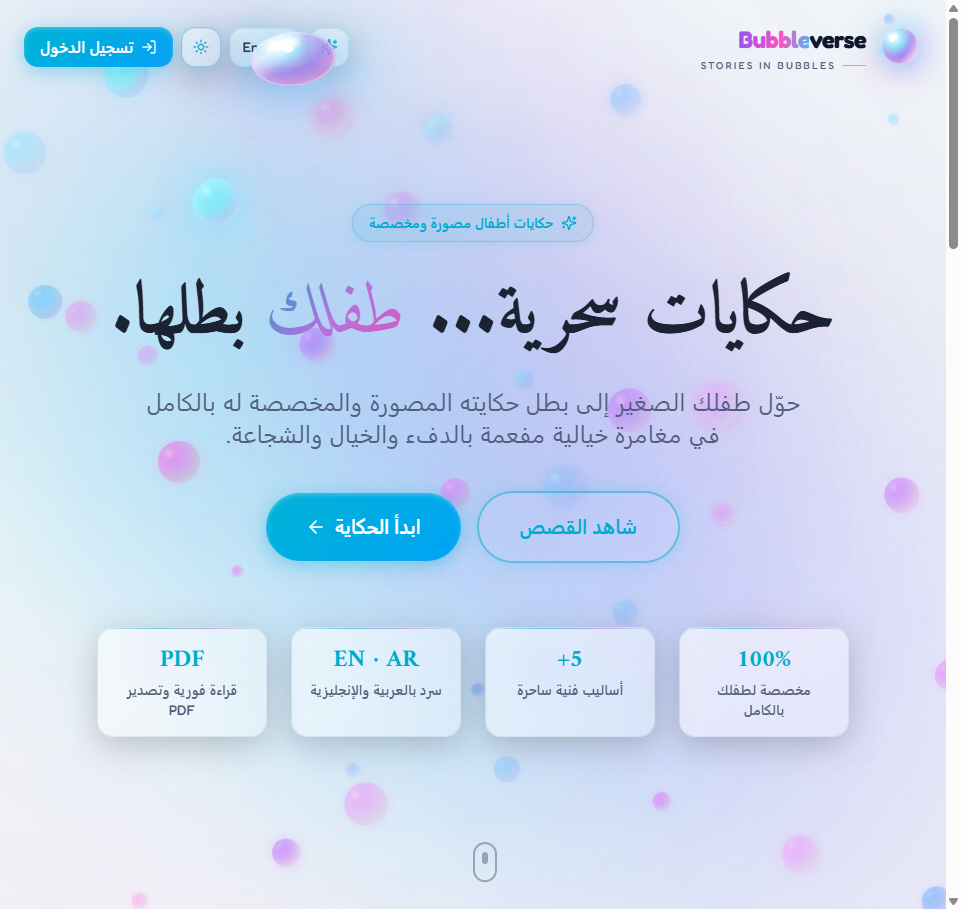 Bubbleverse
STORIES IN BUBBLES
En
تسجيل الدخول
حكايات أطفال مصورة ومخصصة
حكايات سحرية... طفلك بطلها.
حوّل طفلك الصغير إلى بطل حكايته المصورة والمخصصة له بالكامل
في مغامرة خيالية مفعمة بالدفء والخيال والشجاعة.
شاهد القصص
ابدأ الحكاية
100%
مخصصة لطفلك
بالكامل
+5
أساليب فنية ساحرة
EN · AR
سرد بالعربية والإنجليزية
PDF
قراءة فورية وتصدير
PDF